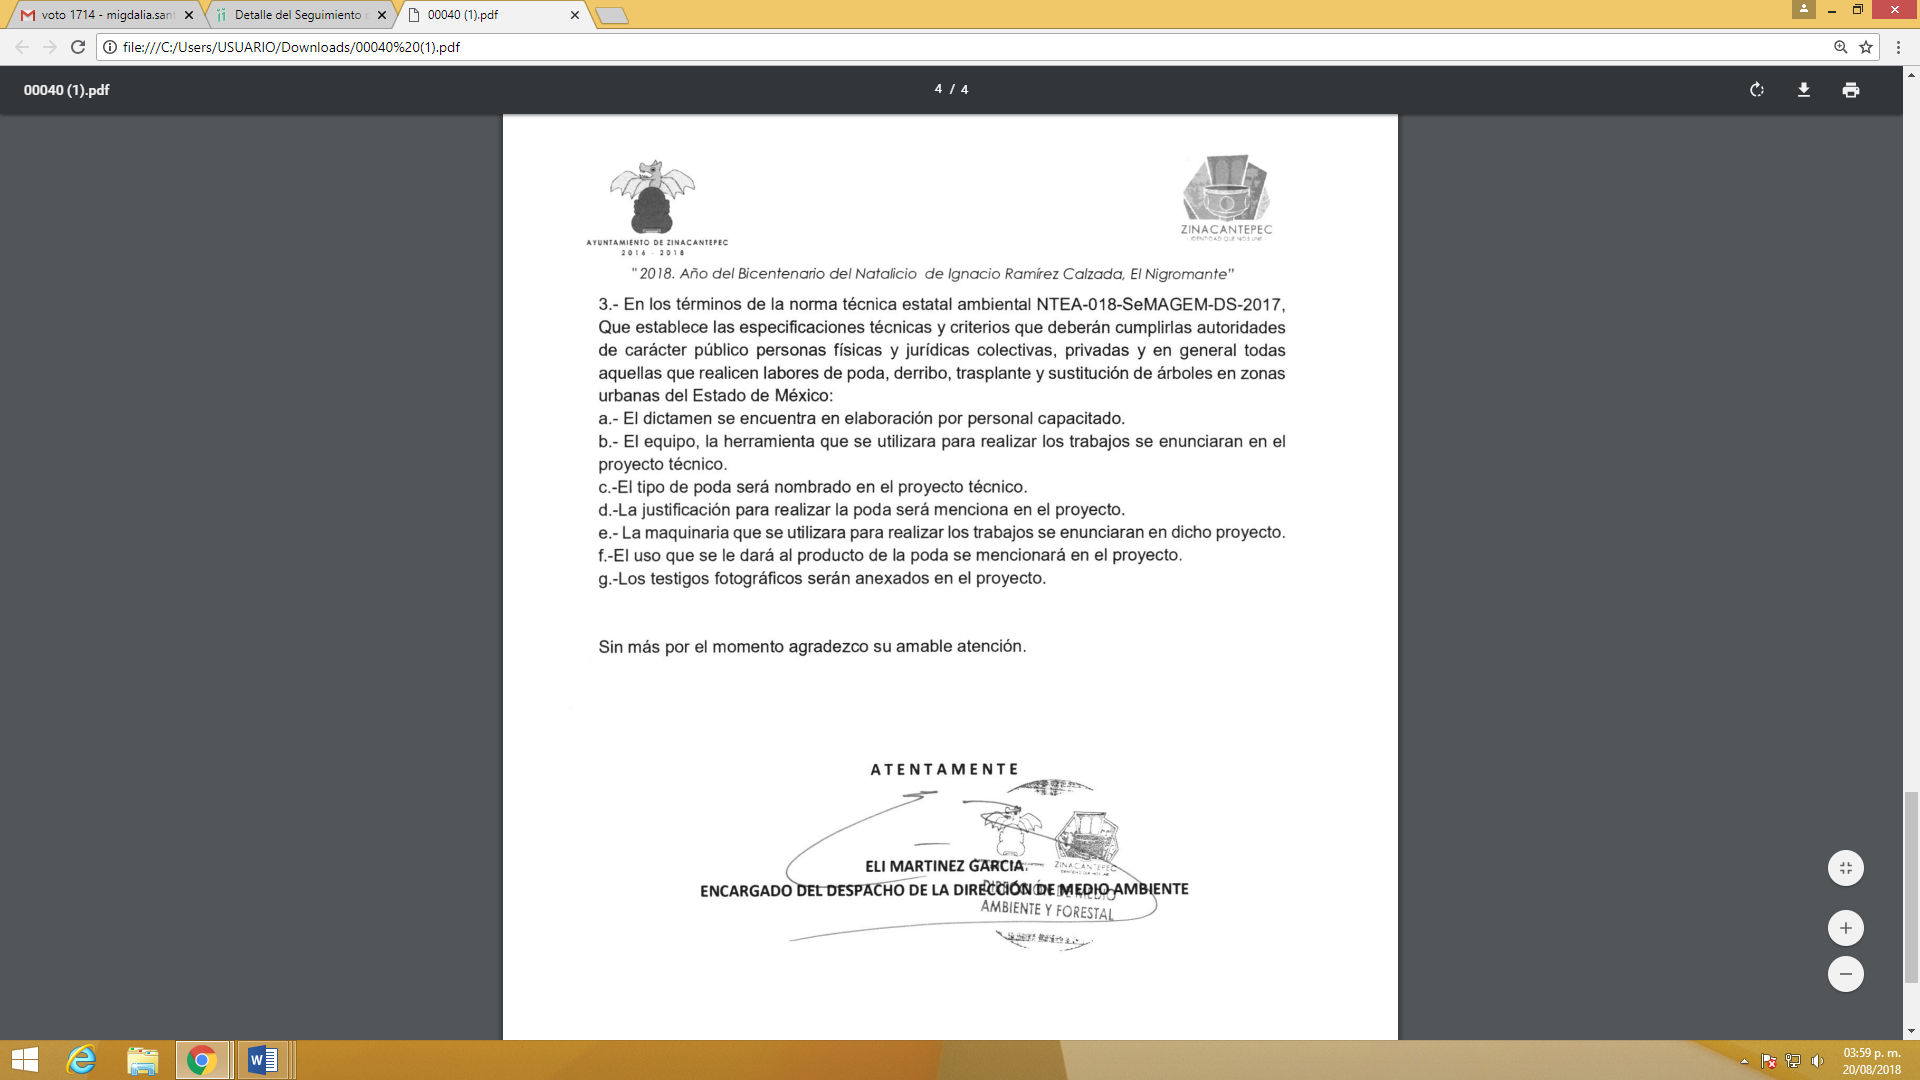 voto 1714 - migdalia.san
Detalle del Seguimiento
00040 (1).pdf
file:///C:/Users/USUARIO/Downloads/00040%20(1).pdf
00040 (1).pdf
4 / 4
AYUNTAMIENTO DE ZINACANTEPEC
2016 - 2018
ZINACANTEPEC
- IDENTIDAD QUE NOS UNE -
"2018. Año del Bicentenario del Natalicio de Ignacio Ramírez Calzada, El Nigromante"
3.- En los términos de la norma técnica estatal ambiental NTEA-018-SeMAGEM-DS-2017,
Que establece las especificaciones técnicas y criterios que deberán cumplirlas autoridades
de carácter público personas físicas y jurídicas colectivas, privadas y en general todas
aquellas que realicen labores de poda, derribo, trasplante y sustitución de árboles en zonas
urbanas del Estado de México:
a.- El dictamen se encuentra en elaboración por personal capacitado.
b.- El equipo, la herramienta que se utilizara para realizar los trabajos se enunciaran en el
proyecto técnico.
c.-El tipo de poda será nombrado en el proyecto técnico.
d.-La justificación para realizar la poda será menciona en el proyecto.
e.- La maquinaria que se utilizara para realizar los trabajos se enunciaran en dicho proyecto.
f.-El uso que se le dará al producto de la poda se mencionará en el proyecto.
g.-Los testigos fotográficos serán anexados en el proyecto.
Sin más por el momento agradezco su amable atención.
ATENTAMENTE
ZINACANTEPEC
ELI MARTINEZ GARCIA
ENCARGADO DEL DESPACHO DE LA DIRECCIÓN DE MEDIO AMBIENTE
DIRECCIÓN DE MEDIO
AMBIENTE Y FORESTAL
03:59 p. m.
20/08/2018